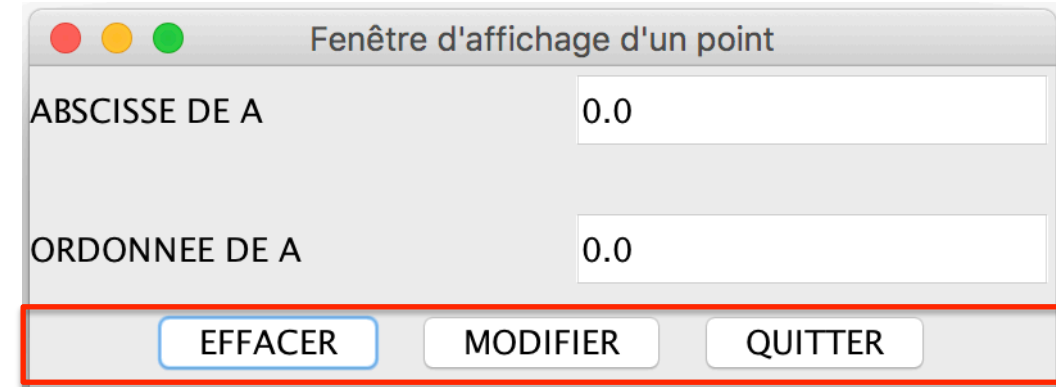 Fenêtre d'affichage d'un point
ABSCISSE DE A 0.0
ORDONNEE DE A 0.0
EFFACER MODIFIER QUITTER